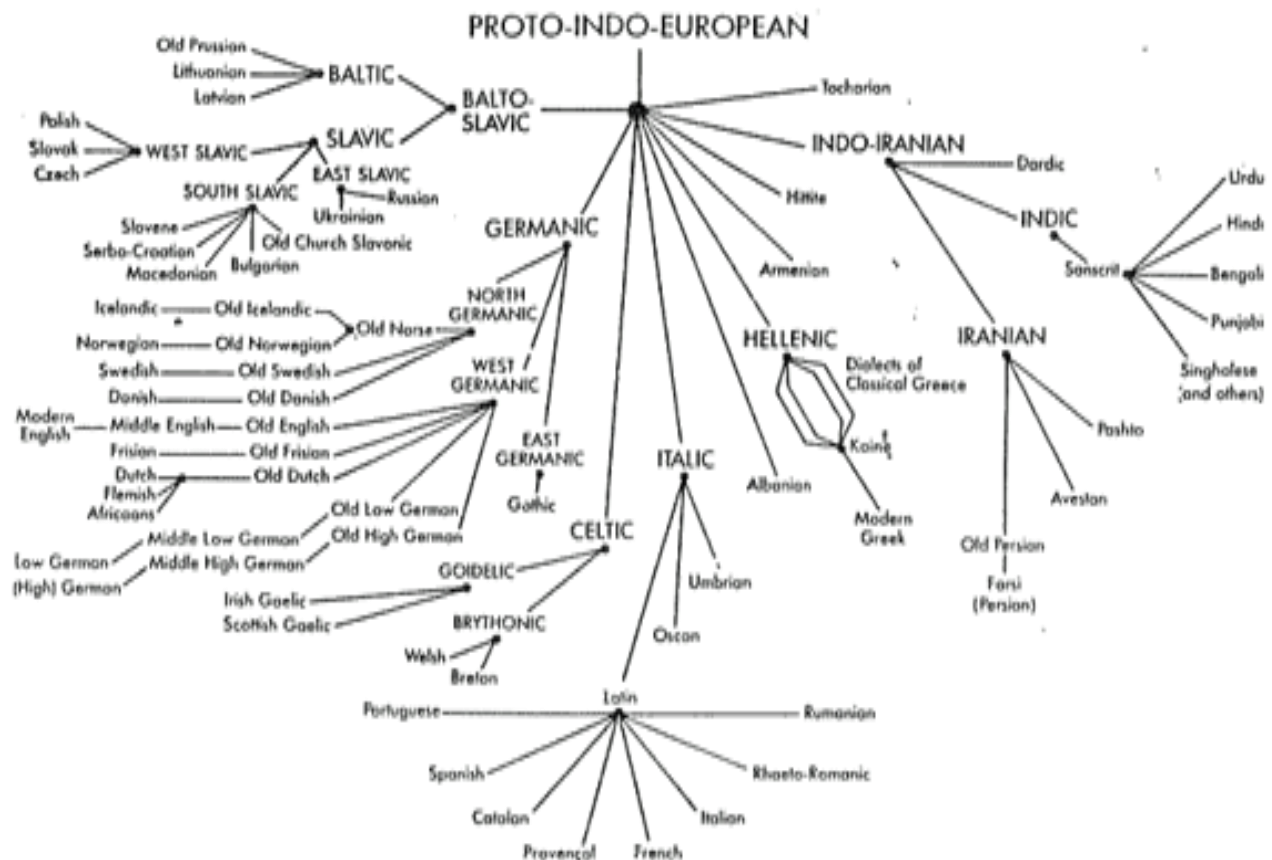 PROTO-INDO-EUROPEAN
Old Prussian
Lithuanian
Latvian
BALTIC
BALTO-
SLAVIC
Tocharian
Polish
Slovak
Czech
WEST SLAVIC
SLAVIC
EAST SLAVIC
Russian
Ukrainian
SOUTH SLAVIC
Slovene
Serbo-Croatian
Macedonian
Bulgarian
Old Church Slavonic
INDO-IRANIAN
Dardic
Hittite
INDIC
Sanscrit
Urdu
Hindi
Bengali
Punjabi
Singhalese
(and others)
GERMANIC
Armenian
NORTH
GERMANIC
Icelandic
Old Icelandic
Old Norse
Norwegian
Old Norwegian
Swedish
Old Swedish
Danish
Old Danish
WEST
GERMANIC
Modern
English
Middle English
Old English
Frisian
Old Frisian
Dutch
Flemish
Africaans
Old Dutch
Old Low German
Middle Low German
Low German
Old High German
Middle High German
(High) German
EAST
GERMANIC
Gothic
HELLENIC
Dialects of
Classical Greece
Koine
Modern
Greek
IRANIAN
Pashto
Avestan
Old Persian
Farsi
(Persian)
ITALIC
Albanian
CELTIC
GOIDELIC
Irish Gaelic
Scottish Gaelic
BRYTHONIC
Welsh
Breton
Umbrian
Oscan
Latin
Portuguese
Rumanian
Spanish
Rhaeto-Romanic
Catalan
Italian
Provençal
French